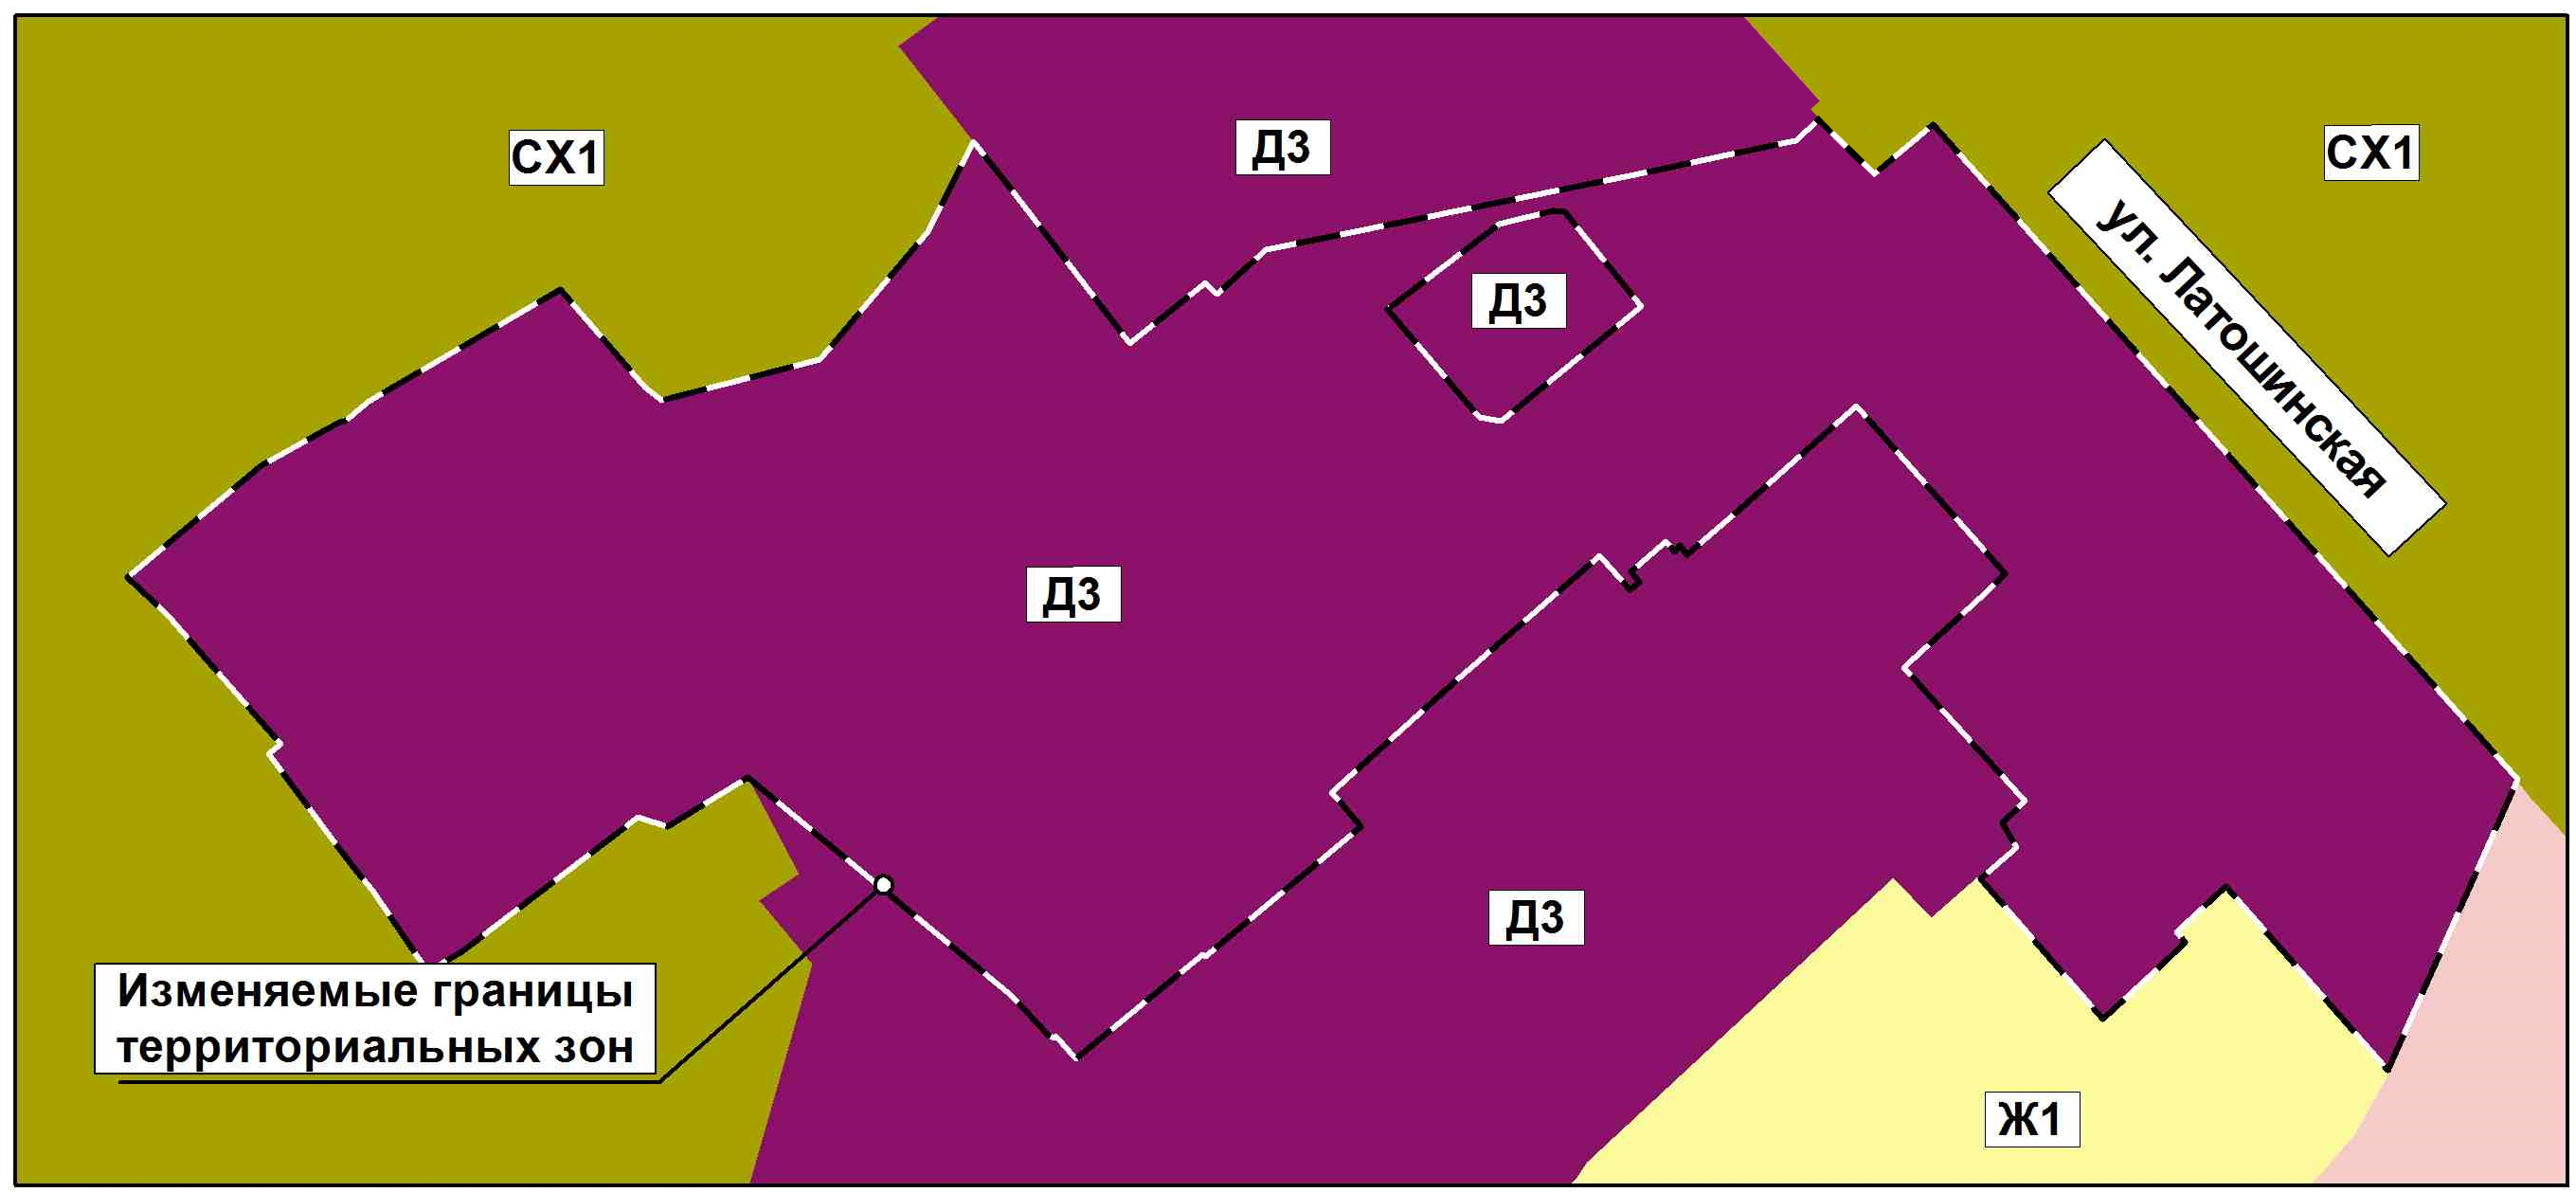 СХ1
Д3
СХ1
ул. Латошинская
Д3
Д3
Д3
Изменяемые границы
территориальных зон
Ж1